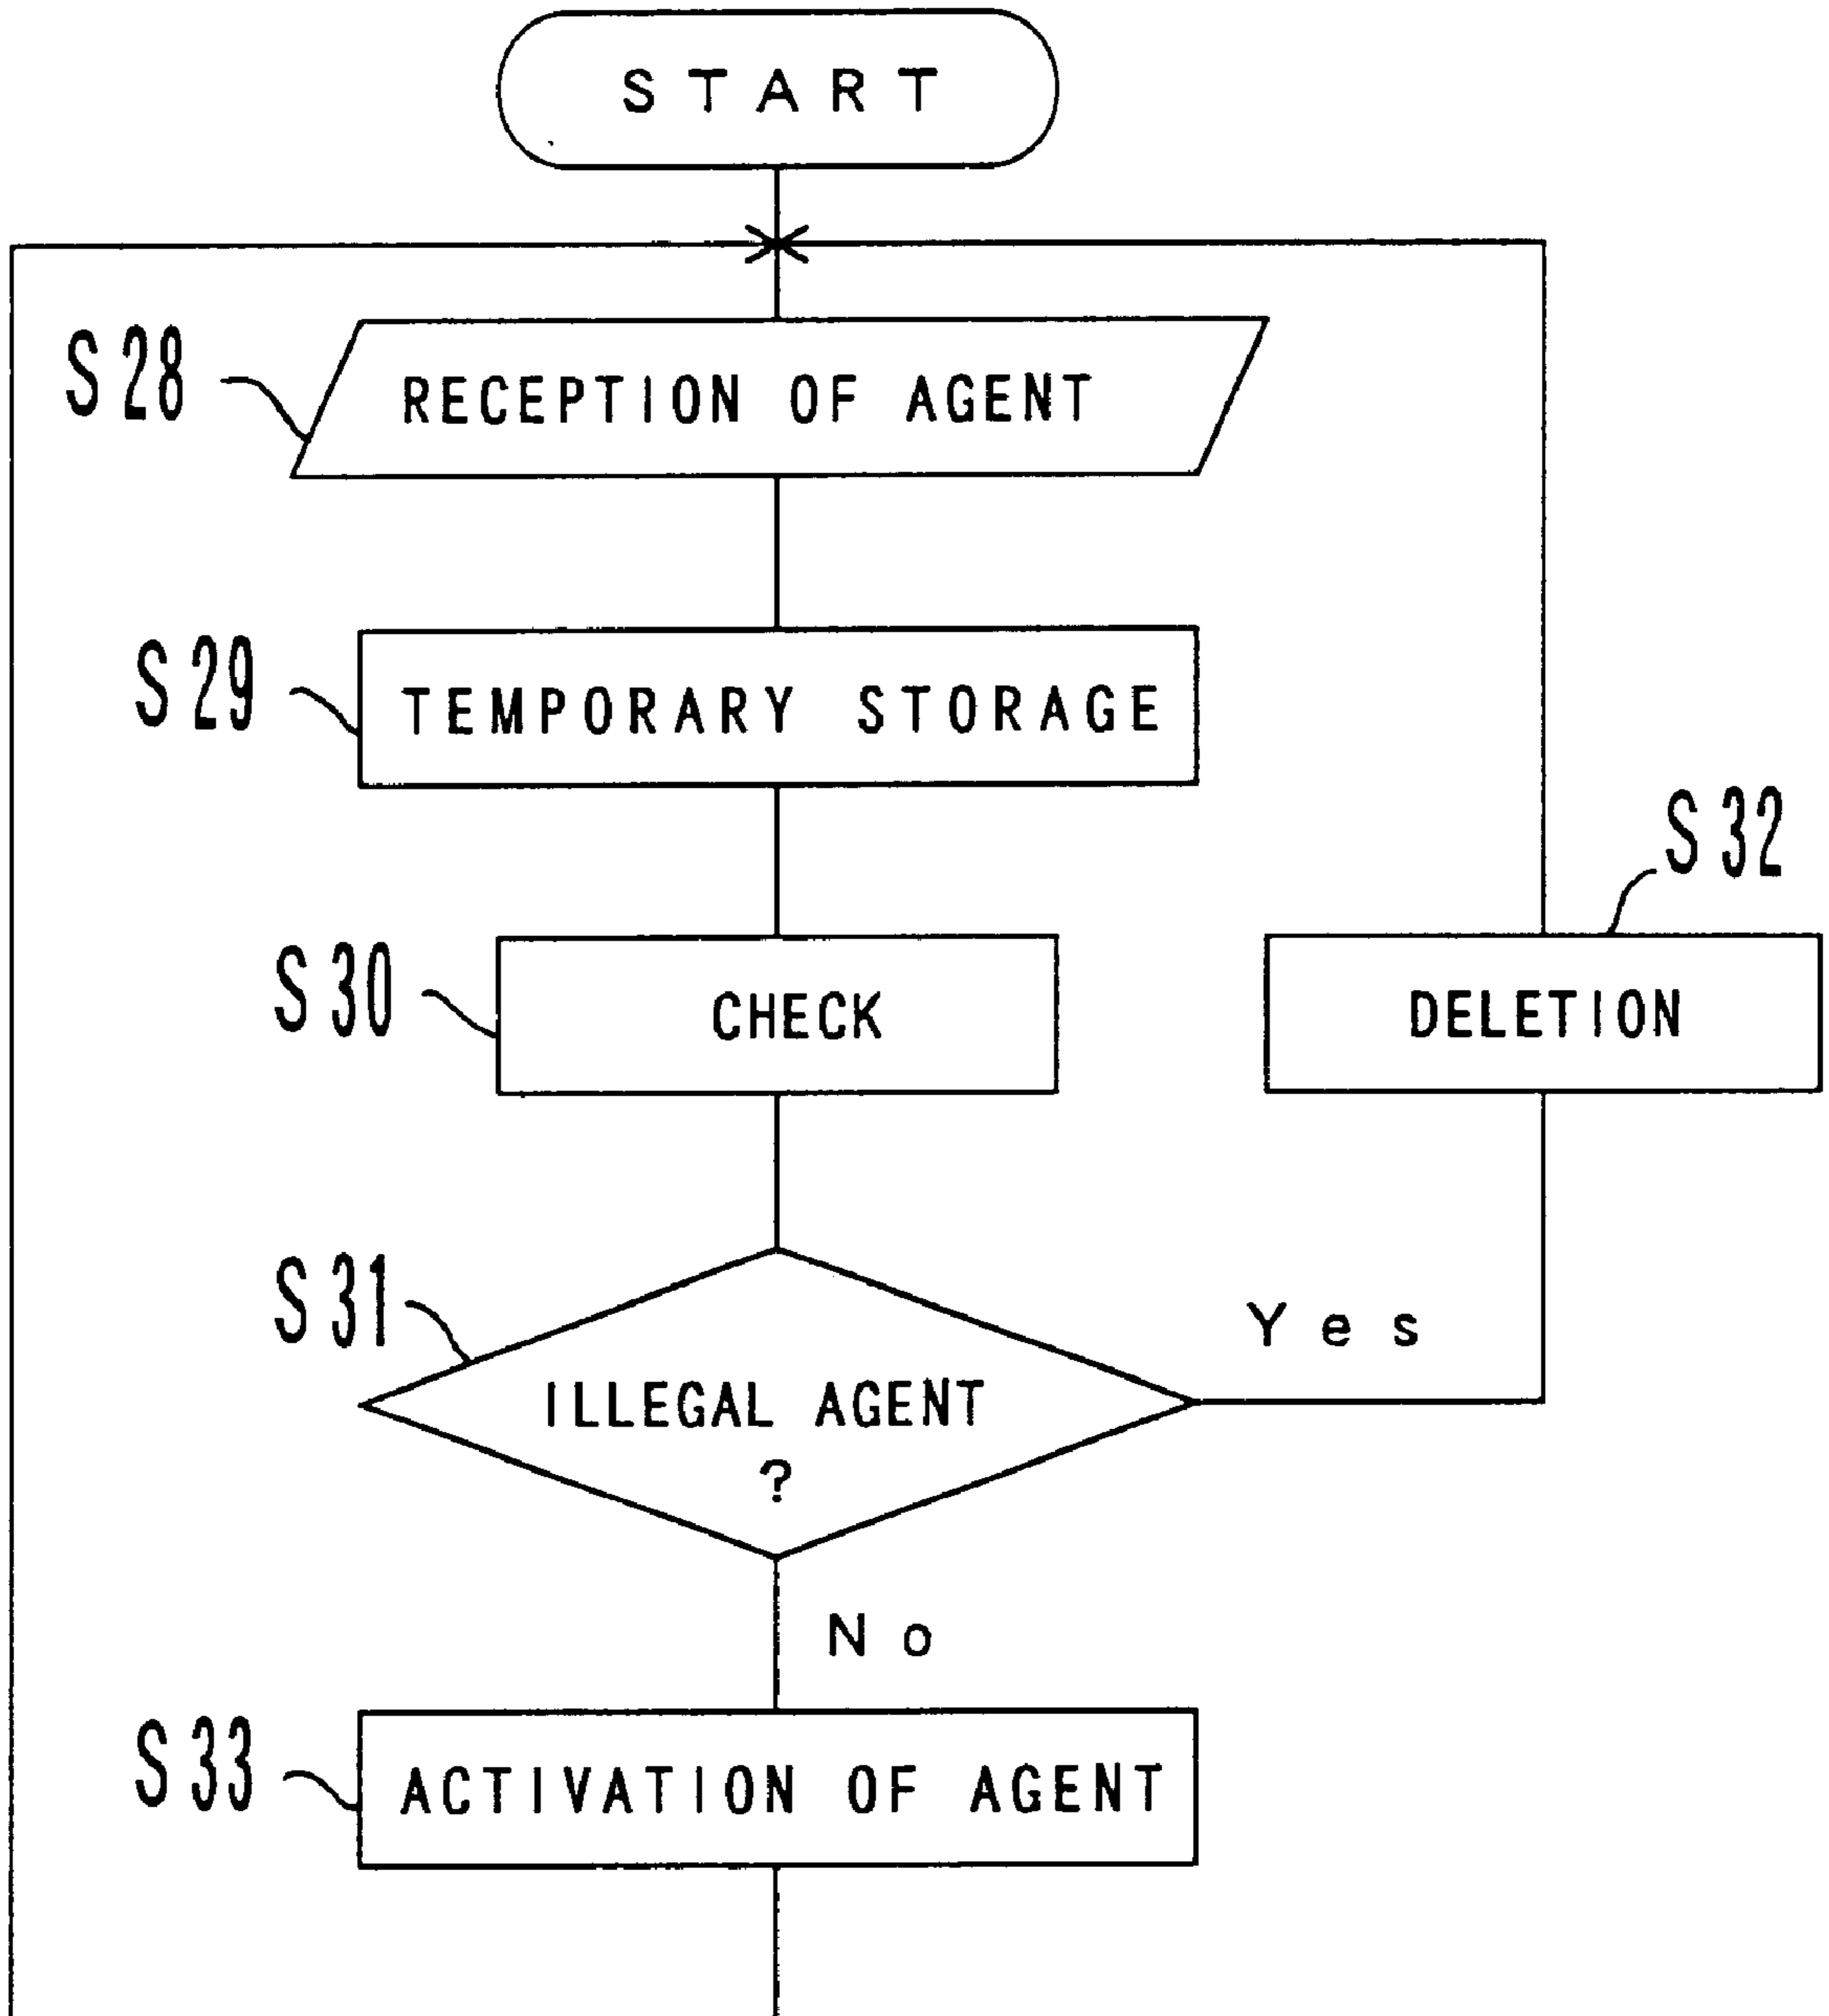 START
S28
RECEPTION OF AGENT
S29
TEMPORARY STORAGE
S32
S30
CHECK
DELETION
S31
Yes
ILLEGAL AGENT
?
No
S33
ACTIVATION OF AGENT